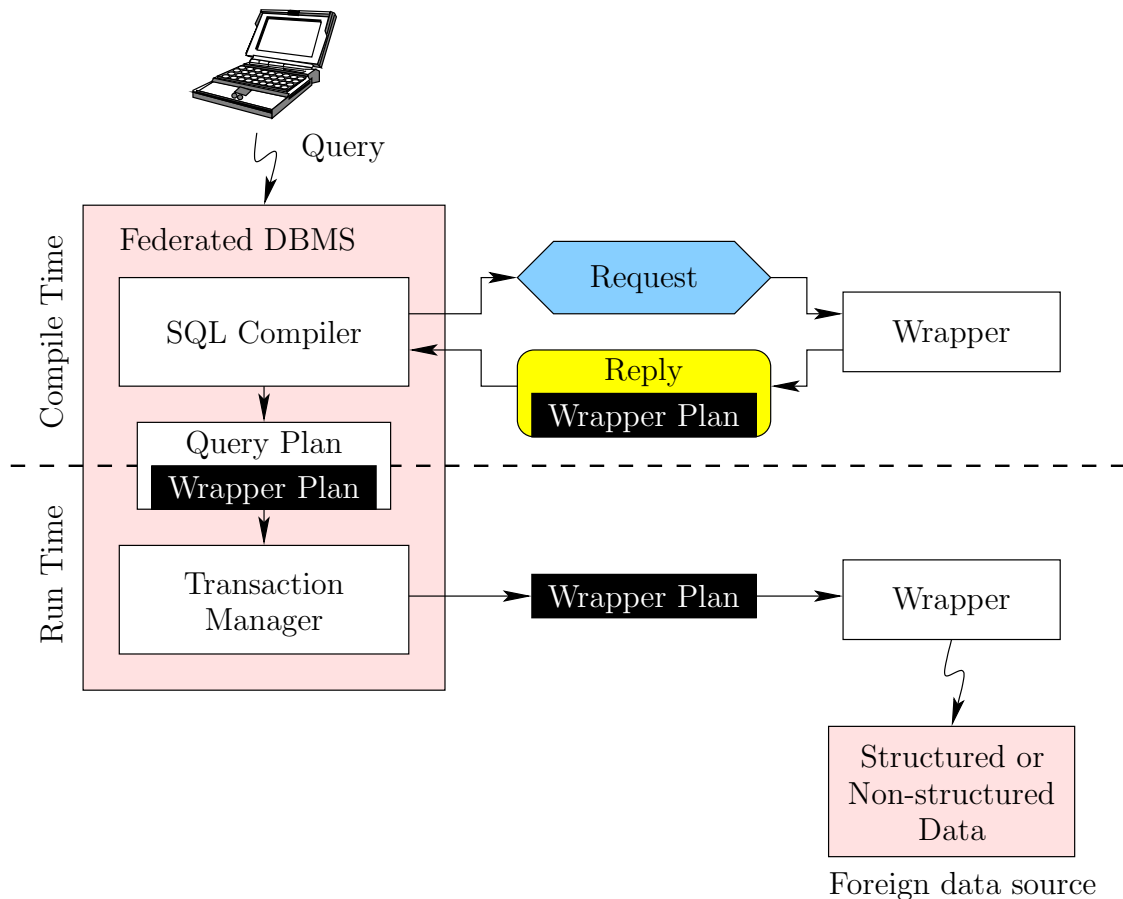 Query
Compile Time
Federated DBMS
SQL Compiler
Request
Wrapper
Reply
Wrapper Plan
Query Plan
Wrapper Plan
Run Time
Transaction
Manager
Wrapper Plan
Wrapper
Structured or
Non-structured
Data
Foreign data source